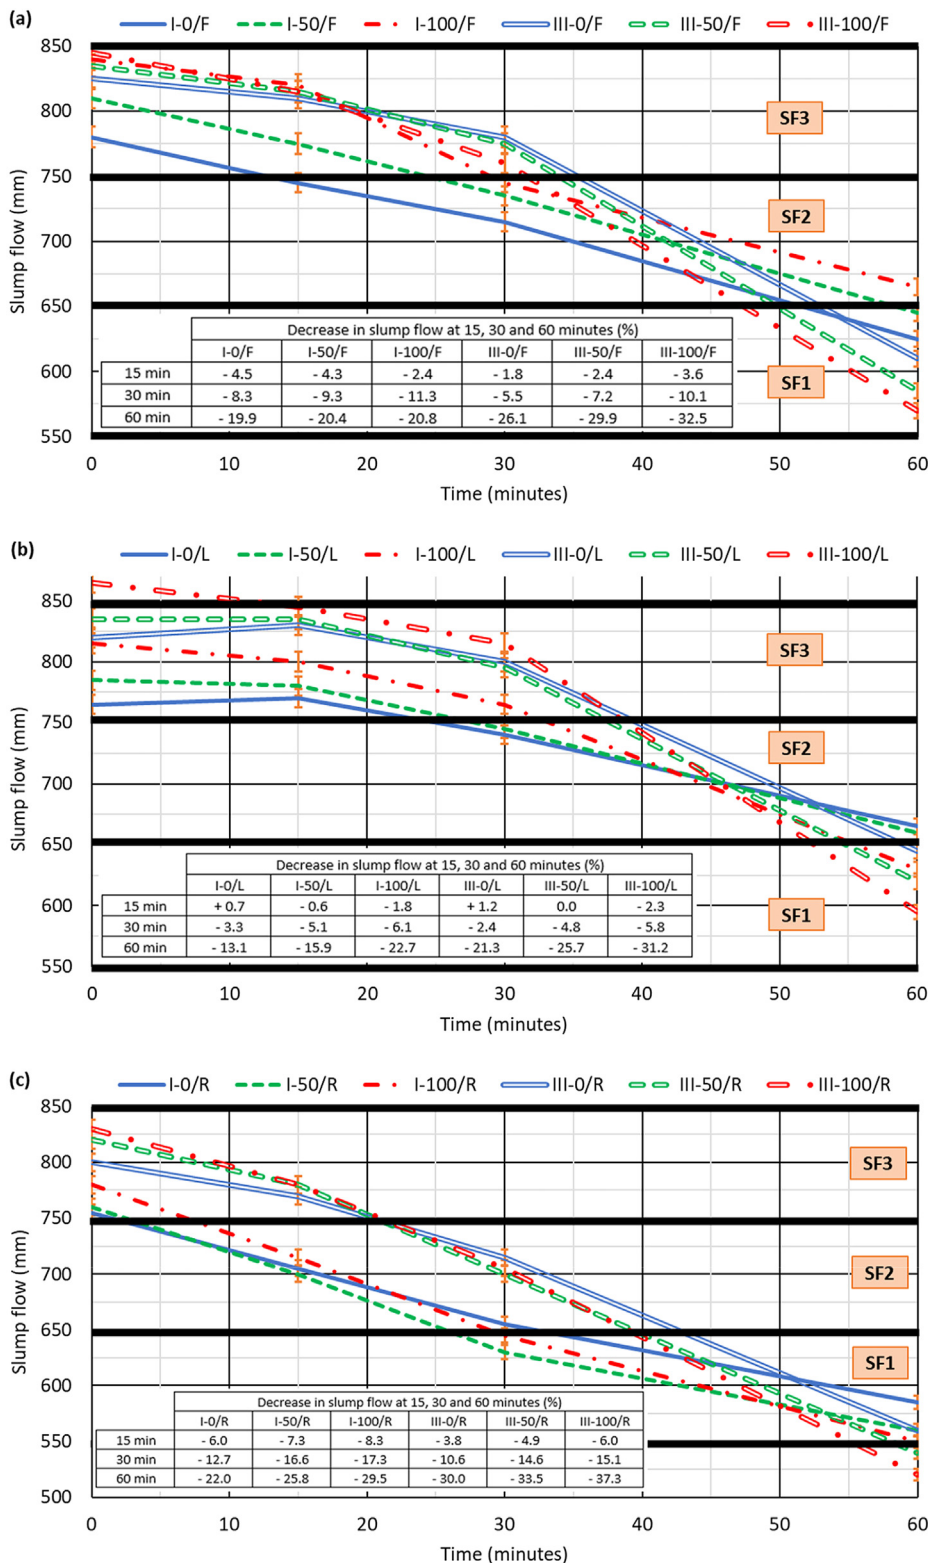 (a)
I-0/F I-50/F I-100/F III-0/F III-50/F III-100/F
850
800
750
700
650
600
550
Slump flow (mm)
SF3
SF2
SF1
Decrease in slump flow at 15, 30 and 60 minutes (%)
I-0/F I-50/F I-100/F III-0/F III-50/F III-100/F
15 min - 4.5 - 4.3 - 2.4 - 1.8 - 2.4 - 3.6
30 min - 8.3 - 9.3 - 11.3 - 5.5 - 7.2 - 10.1
60 min - 19.9 - 20.4 - 20.8 - 26.1 - 29.9 - 32.5
0 10 20 30 40 50 60
Time (minutes)
(b)
I-0/L I-50/L I-100/L III-0/L III-50/L III-100/L
850
800
750
700
650
600
550
Slump flow (mm)
SF3
SF2
SF1
Decrease in slump flow at 15, 30 and 60 minutes (%)
I-0/L I-50/L I-100/L III-0/L III-50/L III-100/L
15 min + 0.7 - 0.6 - 1.8 + 1.2 0.0 - 2.3
30 min - 3.3 - 5.1 - 6.1 - 2.4 - 4.8 - 5.8
60 min - 13.1 - 15.9 - 22.7 - 21.3 - 25.7 - 31.2
0 10 20 30 40 50 60
Time (minutes)
(c)
I-0/R I-50/R I-100/R III-0/R III-50/R III-100/R
850
800
750
700
650
600
550
500
Slump flow (mm)
SF3
SF2
SF1
Decrease in slump flow at 15, 30 and 60 minutes (%)
I-0/R I-50/R I-100/R III-0/R III-50/R III-100/R
15 min - 6.0 - 7.3 - 8.3 - 3.8 - 4.9 - 6.0
30 min - 12.7 - 16.6 - 17.3 - 10.6 - 14.6 - 15.1
60 min - 22.0 - 25.8 - 29.5 - 30.0 - 33.5 - 37.3
0 10 20 30 40 50 60
Time (minutes)